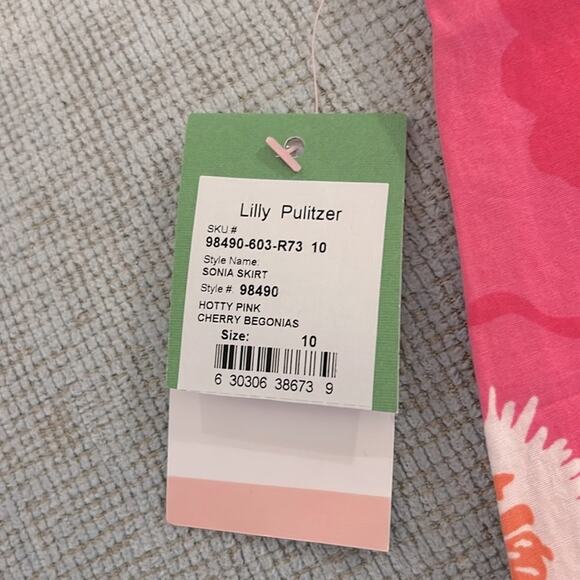 Lilly Pulitzer
SKU #
98490-603-R73 10
Style Name:
SONIA SKIRT
Style #: 98490
HOTTY PINK
CHERRY BEGONIAS
Size: 10
6 30306 38673 9